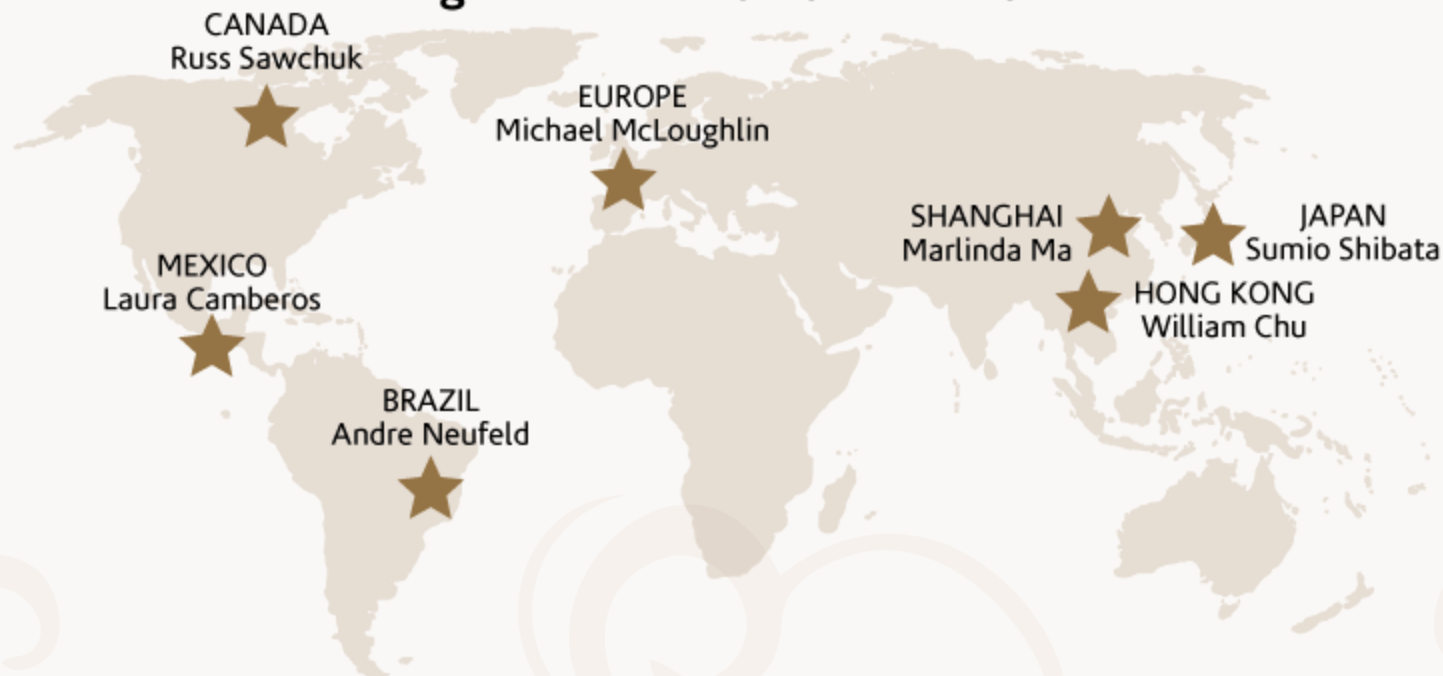 CANADA
Russ Sawchuk
EUROPE
Michael McLoughlin
SHANGHAI
Marlinda Ma
JAPAN
Sumio Shibata
MEXICO
Laura Camberos
HONG KONG
William Chu
BRAZIL
Andre Neufeld